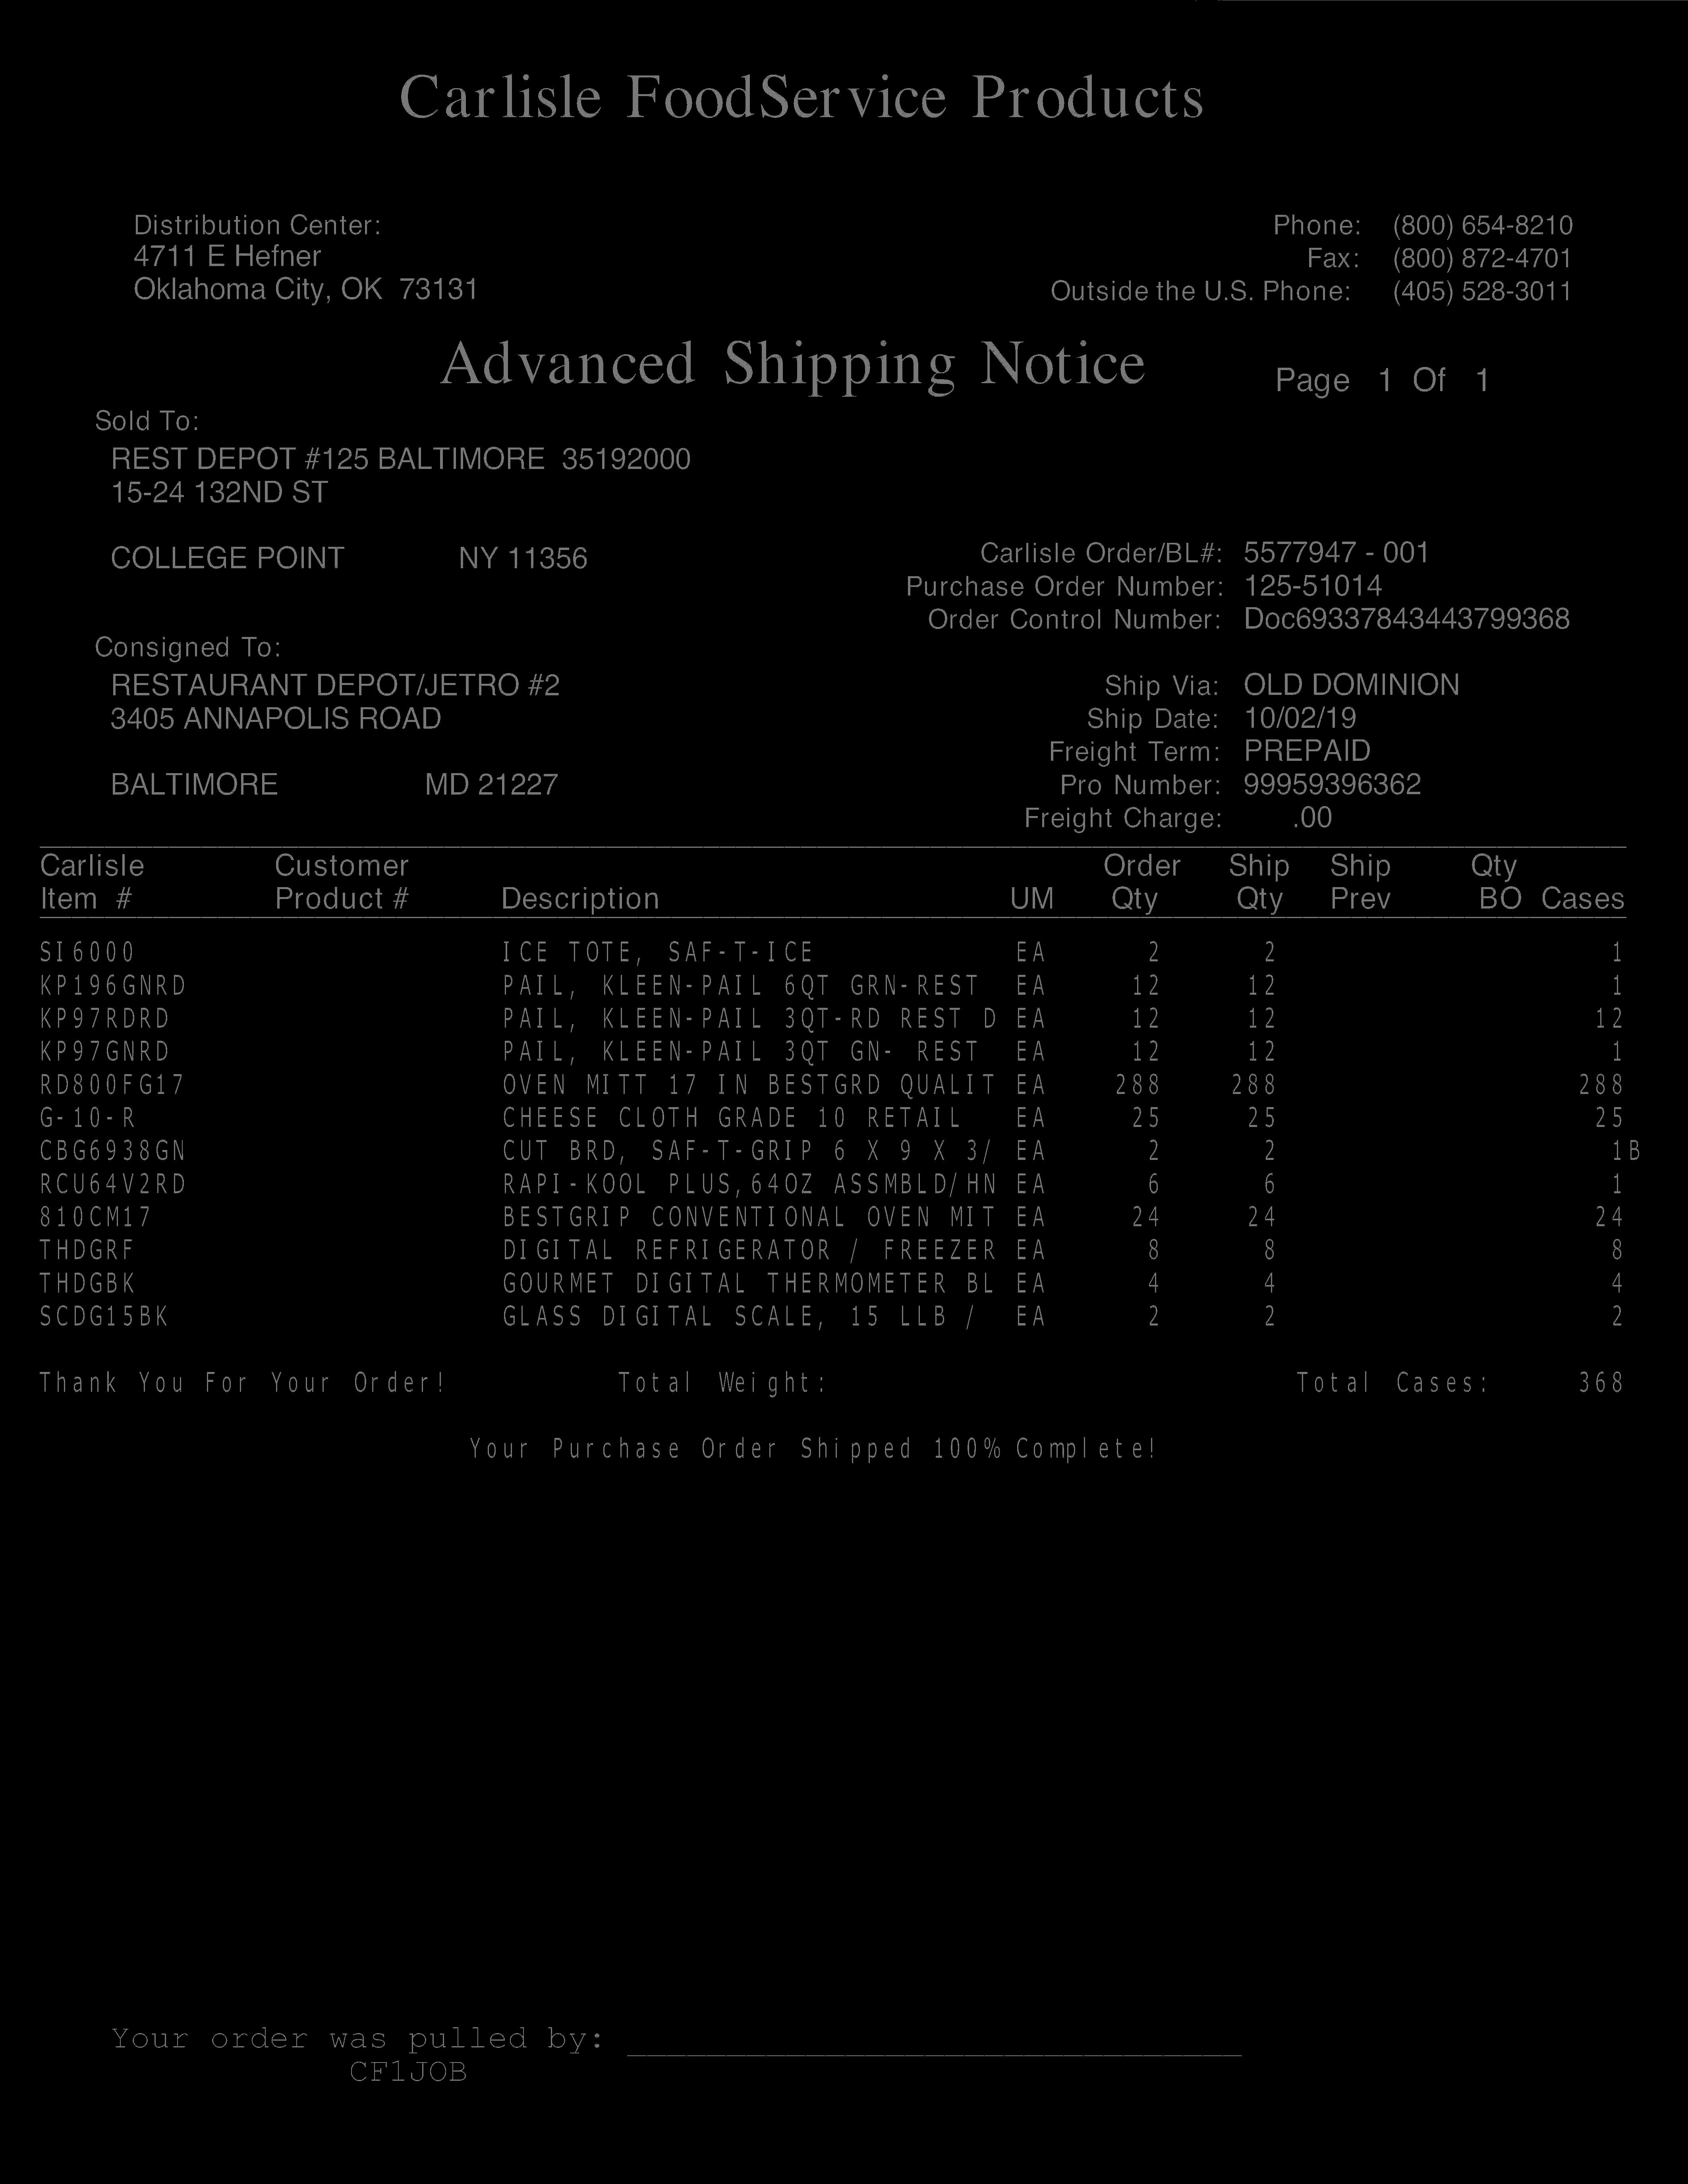 Carlisle FoodService Products
Distribution Center:
4711 E Hefner
Oklahoma City, OK 73131
Phone: (800) 654-8210
Fax: (800) 872-4701
Outside the U.S. Phone: (405) 528-3011
Advanced Shipping Notice
Page 1 Of 1
Sold To:
REST DEPOT #125 BALTIMORE 35192000
15-24 132ND ST
COLLEGE POINT NY 11356
Carlisle Order/BL#: 5577947 - 001
Purchase Order Number: 125-51014
Order Control Number: Doc69337843443799368
Consigned To:
RESTAURANT DEPOT/JETRO #2
3405 ANNAPOLIS ROAD
BALTIMORE MD 21227
Ship Via: OLD DOMINION
Ship Date: 10/02/19
Freight Term: PREPAID
Pro Number: 99959396362
Freight Charge: .00
Carlisle Customer Order Ship Ship Qty
Item # Product # Description UM Qty Qty Prev BO Cases
SI6000 ICE TOTE, SAF-T-ICE EA 2 2 1
KP196GNRD PAIL, KLEEN-PAIL 6QT GRN-REST EA 12 12 1
KP97RDRD PAIL, KLEEN-PAIL 3QT-RD REST D EA 12 12 12
KP97GNRD PAIL, KLEEN-PAIL 3QT GN- REST EA 12 12 1
RD800FG17 OVEN MITT 17 IN BESTGRD QUALIT EA 288 288 288
G-10-R CHEESE CLOTH GRADE 10 RETAIL EA 25 25 25
CBG6938GN CUT BRD, SAF-T-GRIP 6 X 9 X 3/ EA 2 2 1B
RCU64V2RD RAPI-KOOL PLUS,64OZ ASSMBLD/HN EA 6 6 1
810CM17 BESTGRIP CONVENTIONAL OVEN MIT EA 24 24 24
THDGRF DIGITAL REFRIGERATOR / FREEZER EA 8 8 8
THDGBK GOURMET DIGITAL THERMOMETER BL EA 4 4 4
SCDG15BK GLASS DIGITAL SCALE, 15 LLB / EA 2 2 2
Thank You For Your Order! Total Weight: Total Cases: 368
Your Purchase Order Shipped 100% Complete!
Your order was pulled by:
CF1JOB